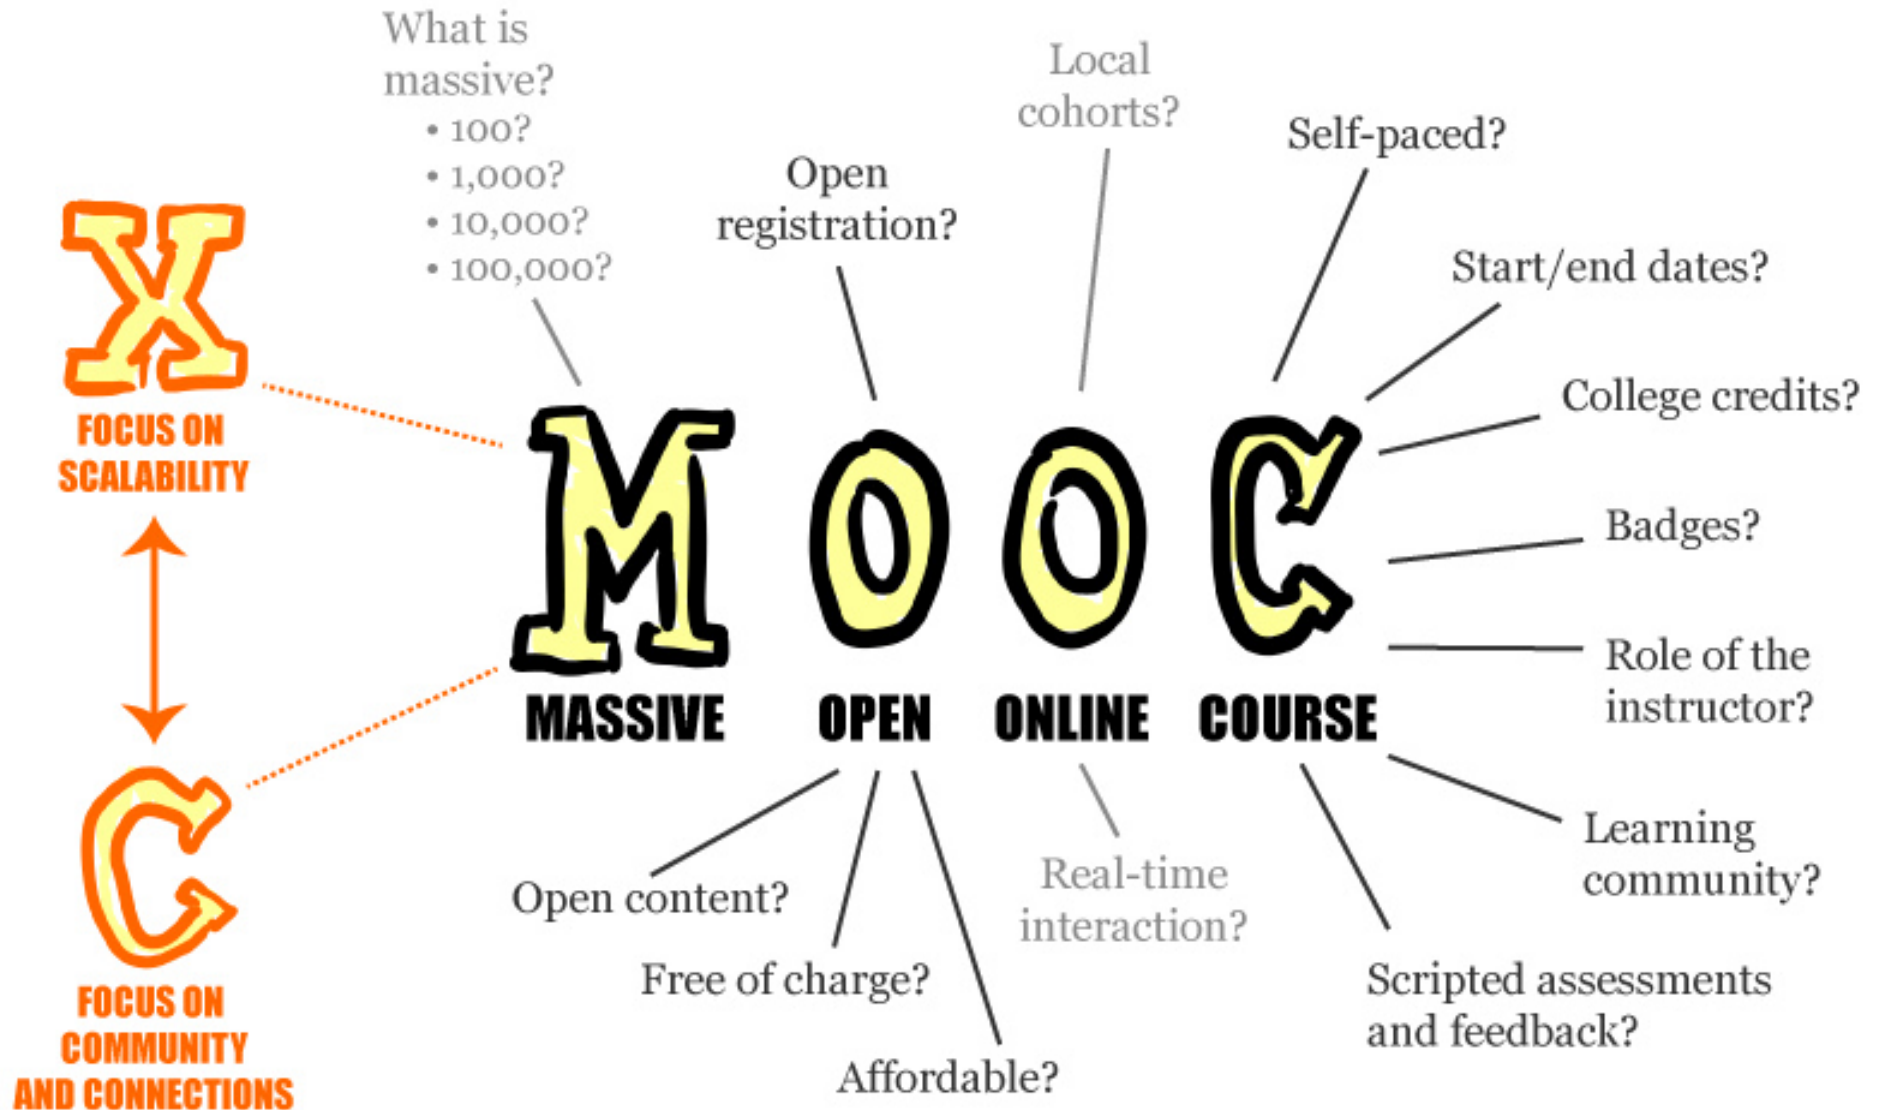 What is
massive?
• 100?
• 1,000?
• 10,000?
• 100,000?
Open
registration?
Local
cohorts?
Self-paced?
Start/end dates?
College credits?
Badges?
Role of the
instructor?
Learning
community?
Scripted assessments
and feedback?
X
FOCUS ON
SCALABILITY
C
FOCUS ON
COMMUNITY
AND CONNECTIONS
MOOC
MASSIVE OPEN ONLINE COURSE
Open content?
Free of charge?
Affordable?
Real-time
interaction?